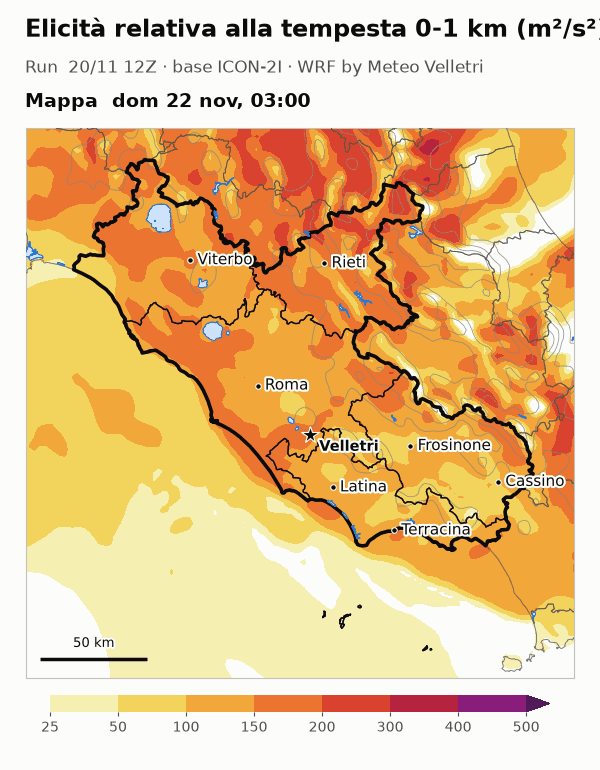 Elicità relativa alla tempesta 0-1 km (m²/s²)
Run  20/11 12Z · base ICON-2I · WRF by Meteo Velletri
Mappa  dom 22 nov, 03:00
Viterbo
Rieti
Roma
Velletri
Frosinone
Cassino
Latina
Terracina
50 km
25 50 100 150 200 300 400 500